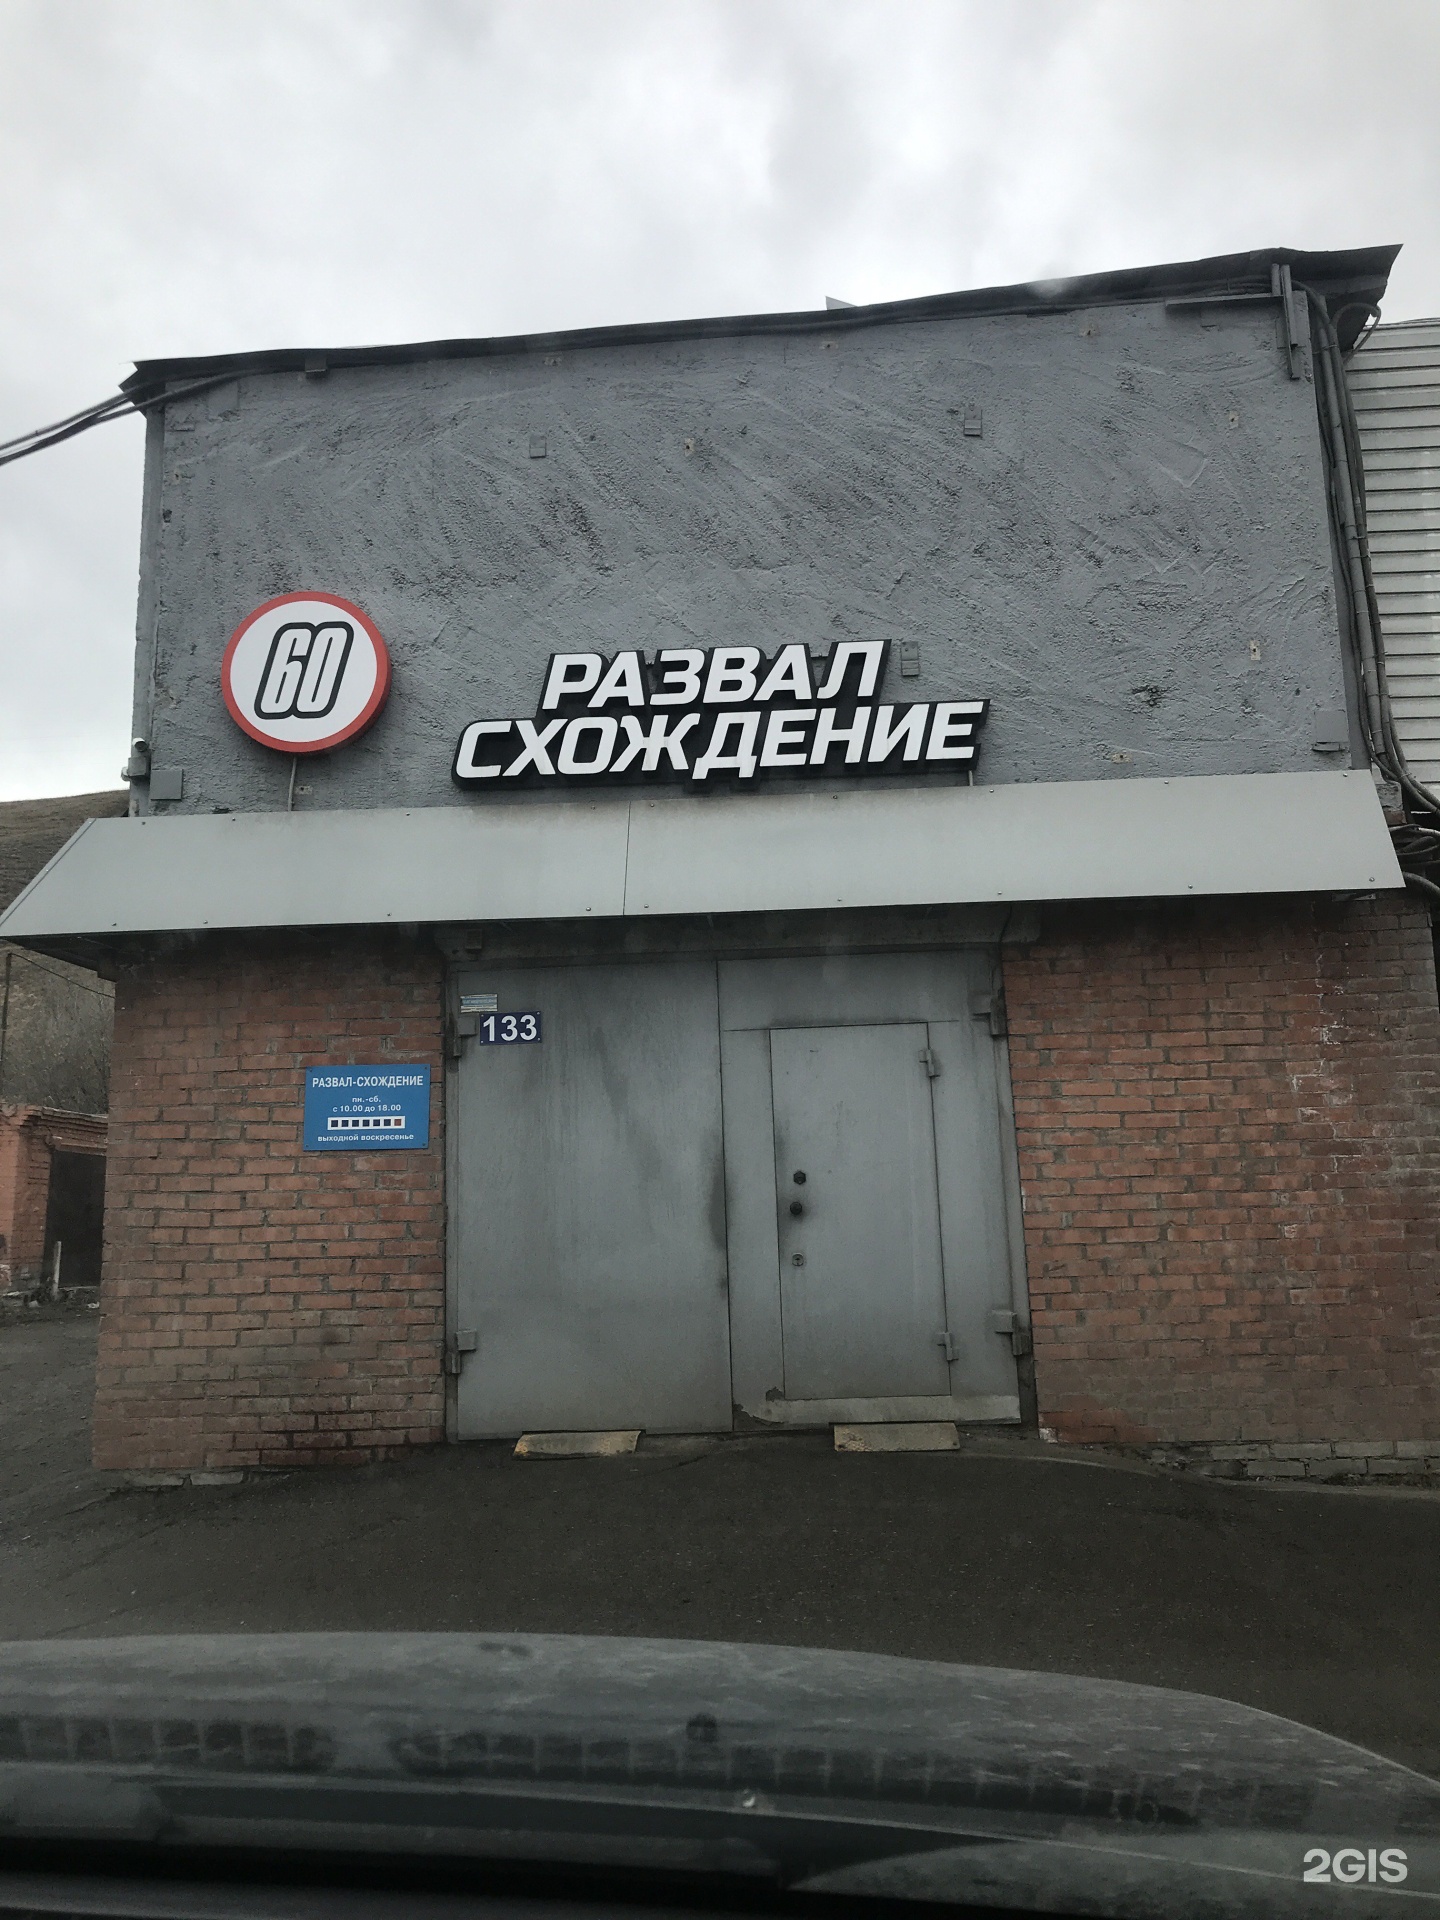 60
РАЗВАЛ
СХОЖДЕНИЕ
133
РАЗВАЛ-СХОЖДЕНИЕ
пн.-сб.
с 10.00 до 18.00
выходной воскресенье
2GIS